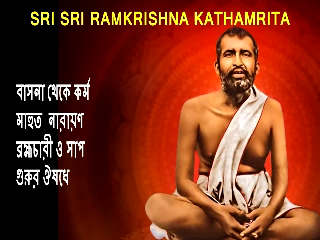 SRI SRI RAMKRISHNA KATHAMRITA
বাসনা থেকে কর্ম
মাহুত নারায়ণ
ব্রহ্মচারী ও সাপ
গুরুর ঔষধে